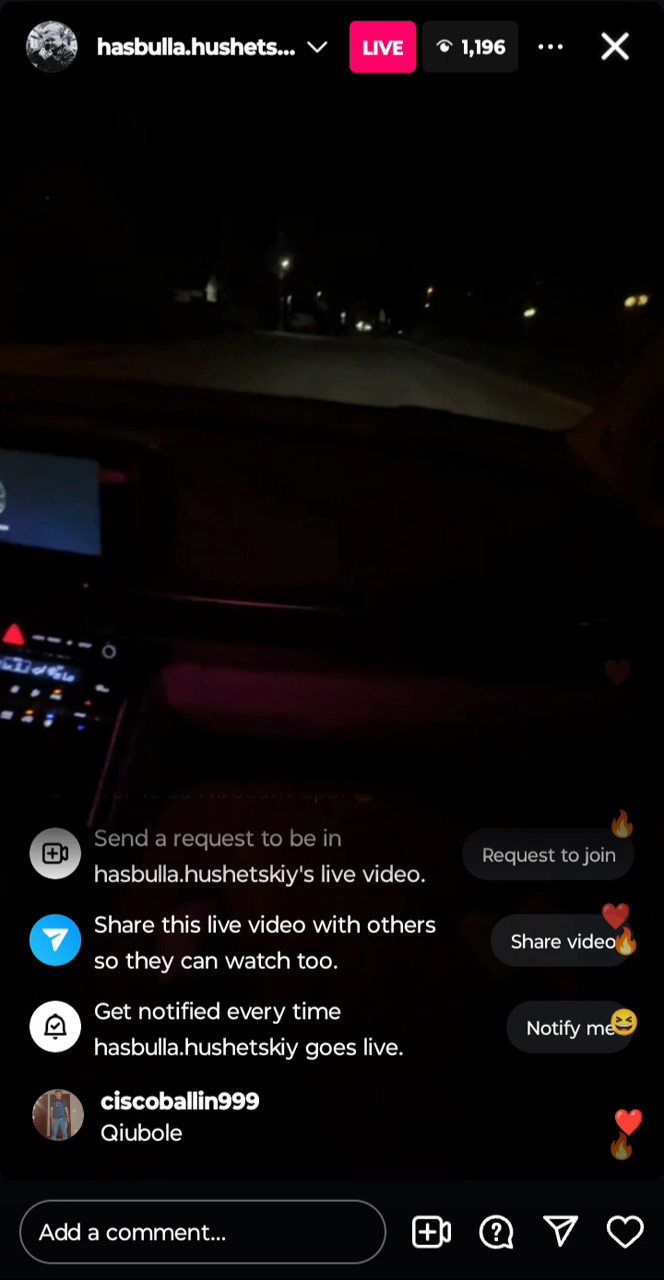 hasbulla.hushets...
LIVE
1,196
Send a request to be in
hasbulla.hushetskiy's live video.
Request to join
Share this live video with others
so they can watch too.
Share video
Get notified every time
hasbulla.hushetskiy goes live.
Notify me
ciscoballin999
Qiubole
Add a comment...